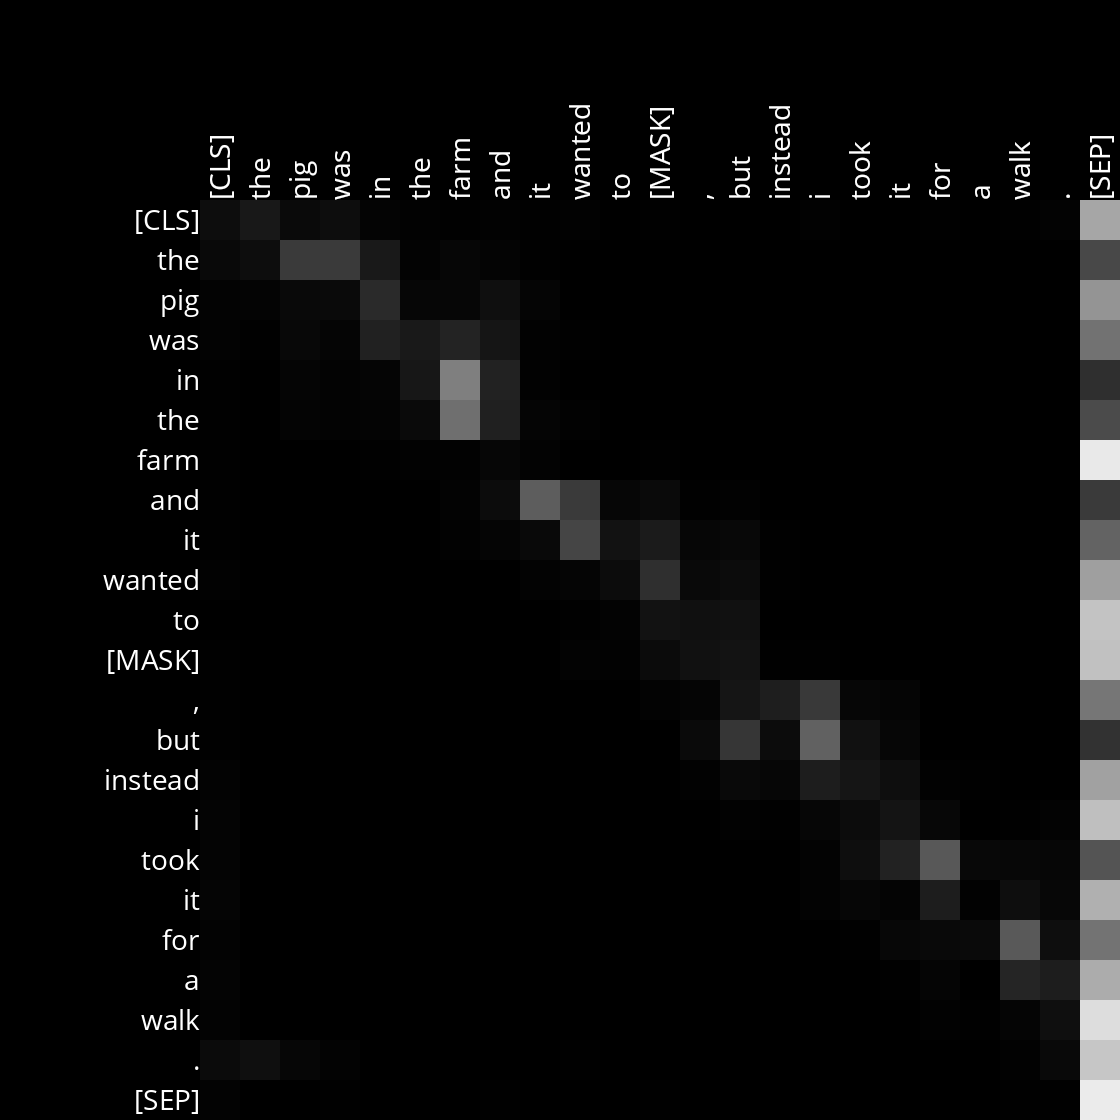 [CLS] the pig was in the farm and it wanted to [MASK] , but instead i took it for a walk . [SEP]
[CLS]
the
pig
was
in
the
farm
and
it
wanted
to
[MASK]
,
but
instead
i
took
it
for
a
walk
.
[SEP]